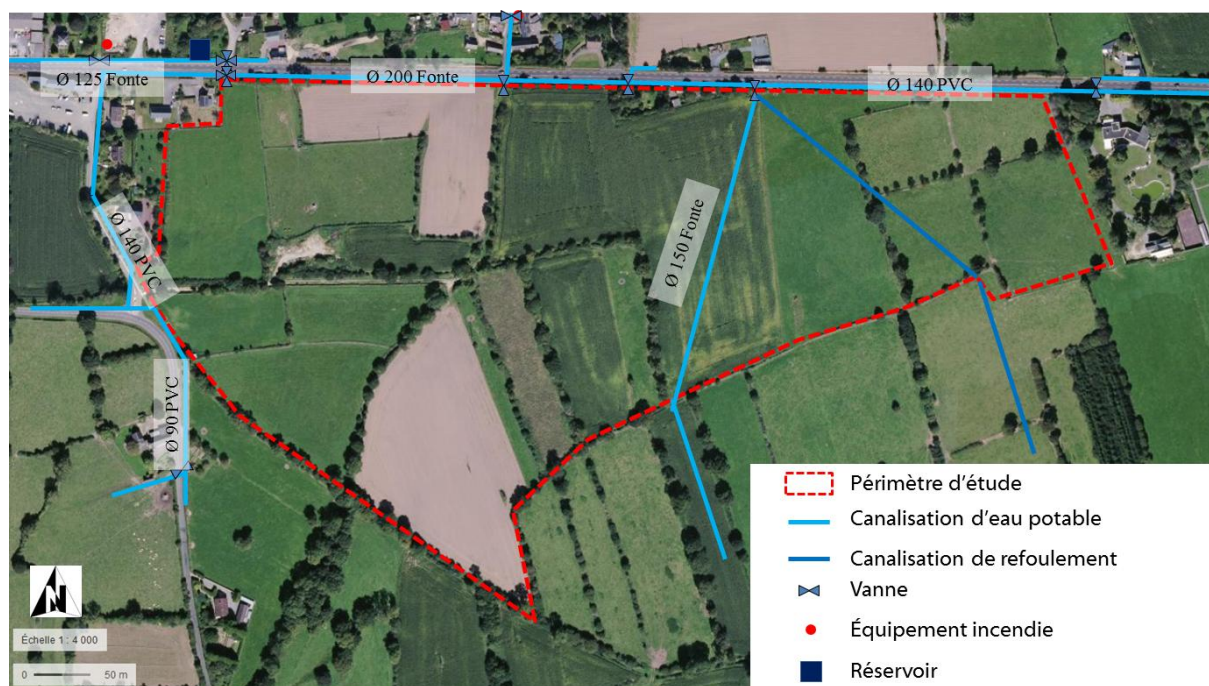 Ø 125 Fonte
Ø 200 Fonte
Ø 140 PVC
Ø 140 PVC
Ø 150 Fonte
Ø 90 PVC
N
Échelle 1 : 4 000
0 50 m
Périmètre d'étude
Canalisation d'eau potable
Canalisation de refoulement
Vanne
Équipement incendie
Réservoir